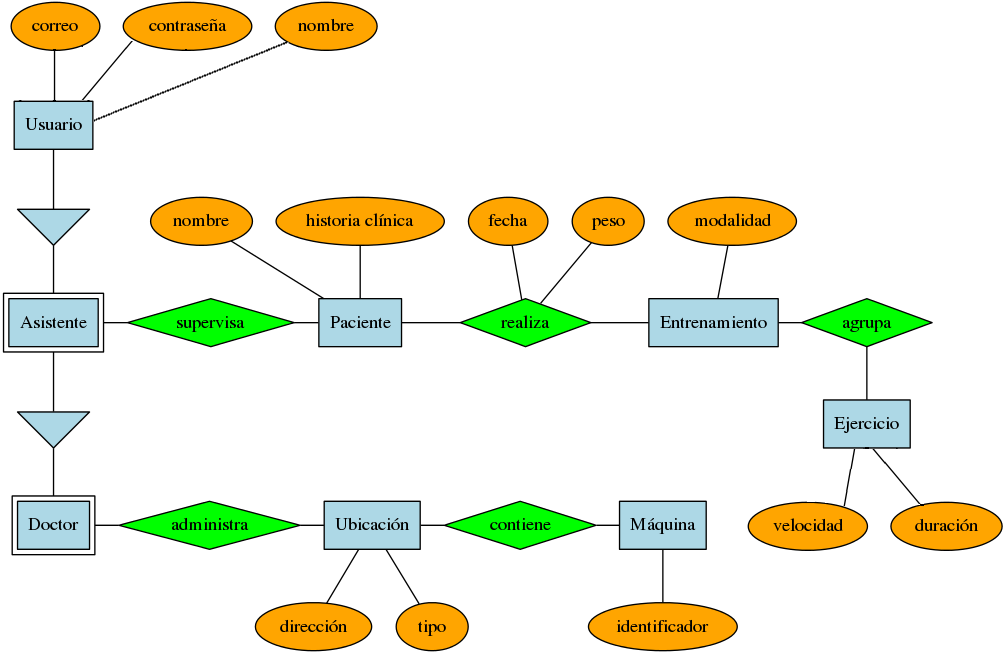 correo
contraseña
nombre
Usuario
nombre
historia clínica
fecha
peso
modalidad
Asistente
supervisa
Paciente
realiza
Entrenamiento
agrupa
Ejercicio
Doctor
administra
Ubicación
contiene
Máquina
velocidad
duración
dirección
tipo
identificador